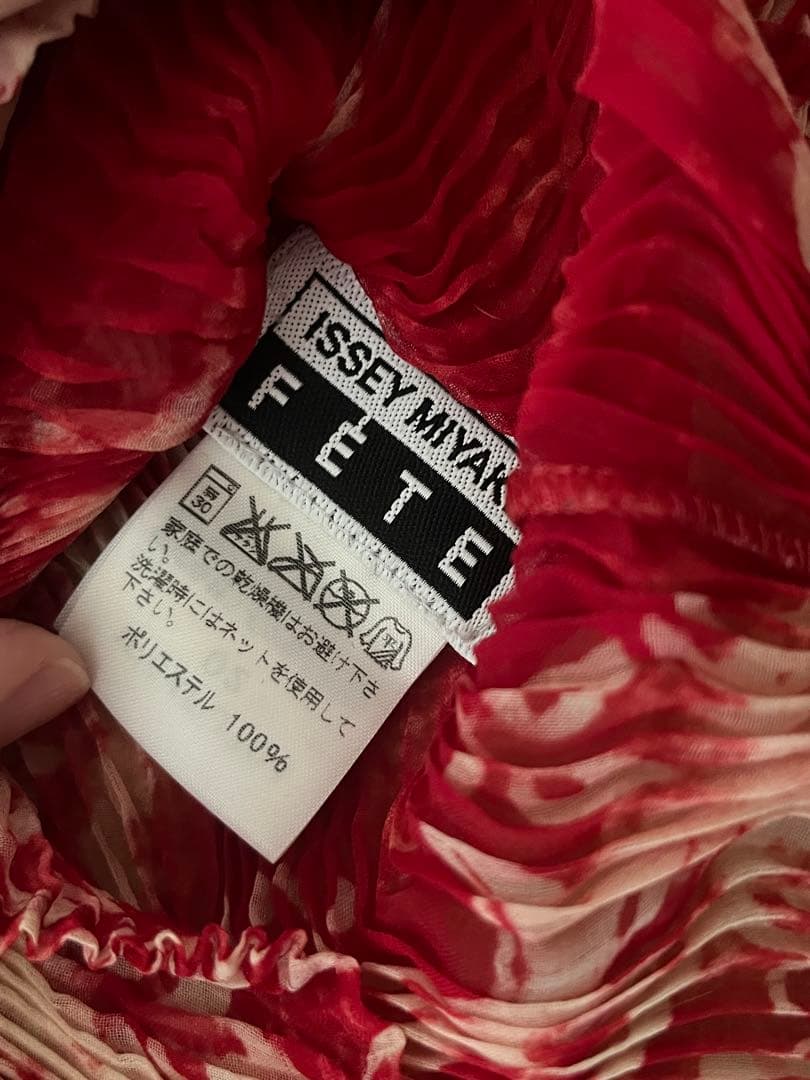 ISSEY MIYAK
FÊTE
弱
30
家庭での乾燥機はお避け下さ
い。
洗濯時にはネットを使用して
下さい。
ポリエステル 100%